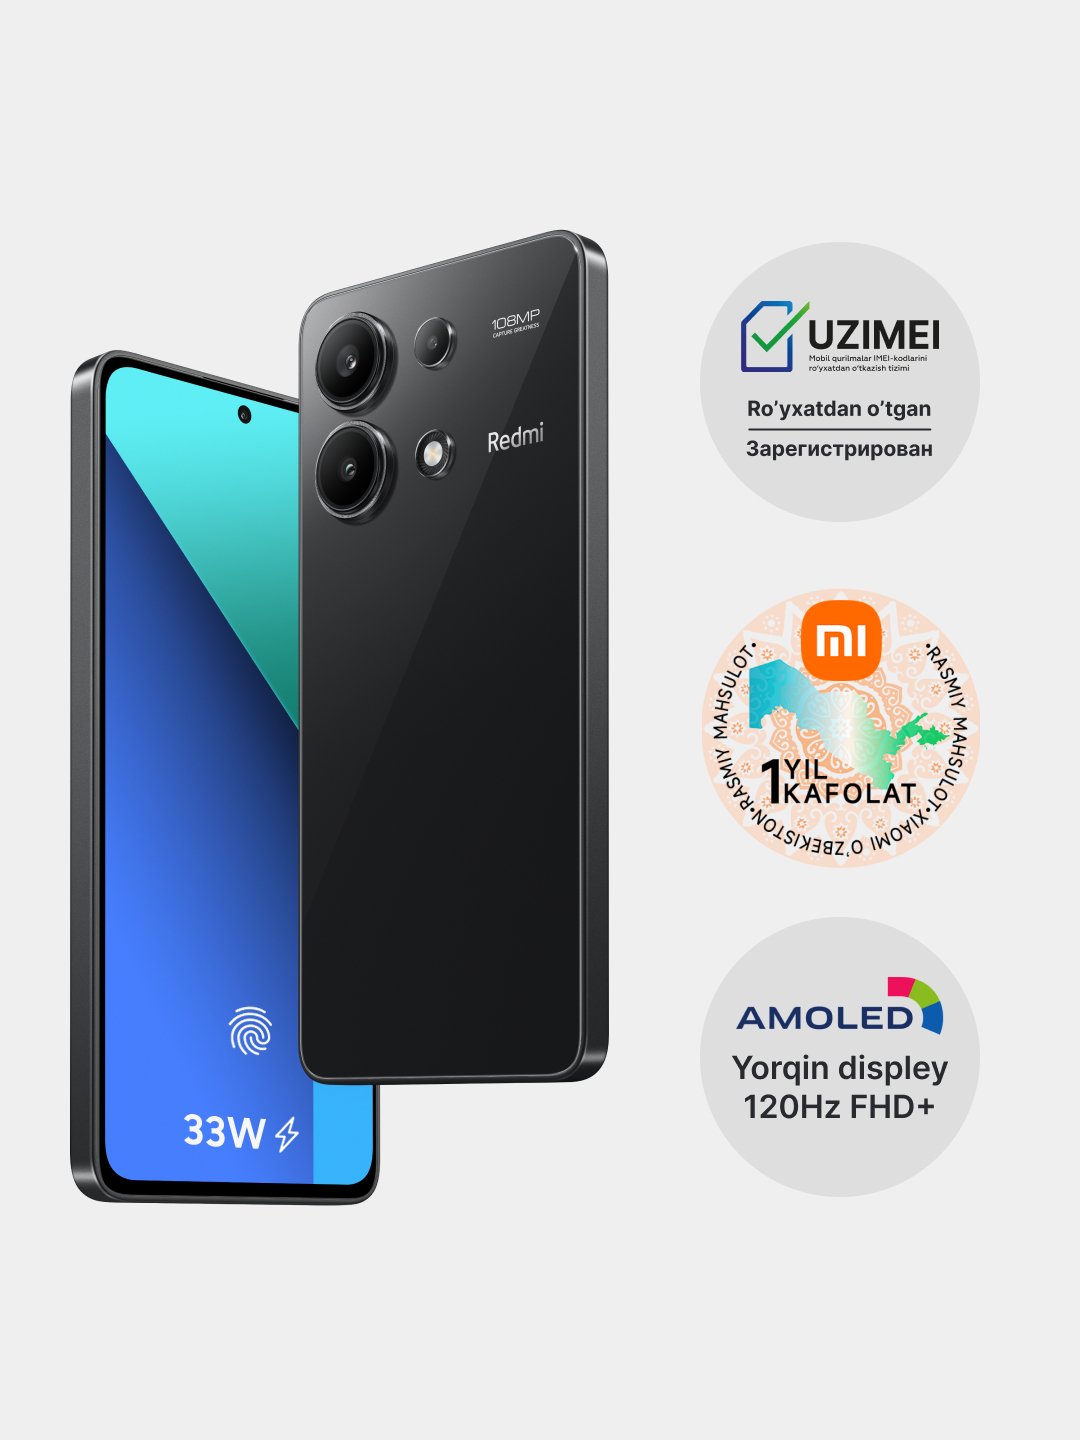 108MP
CAPTURE GREATNESS
Redmi
33W
UZIMEI
Mobil qurilmalar IMEI-kodlarini
ro'yxatdan o'tkazish tizimi
Ro’yxatdan o’tgan
Зарегистрирован
mi
•RASMIY MAHSULOT•XIAOMI O'ZBEKISTON•RASMIY MAHSULOT•
1 YIL
KAFOLAT
AMOLED
Yorqin displey
120Hz FHD+